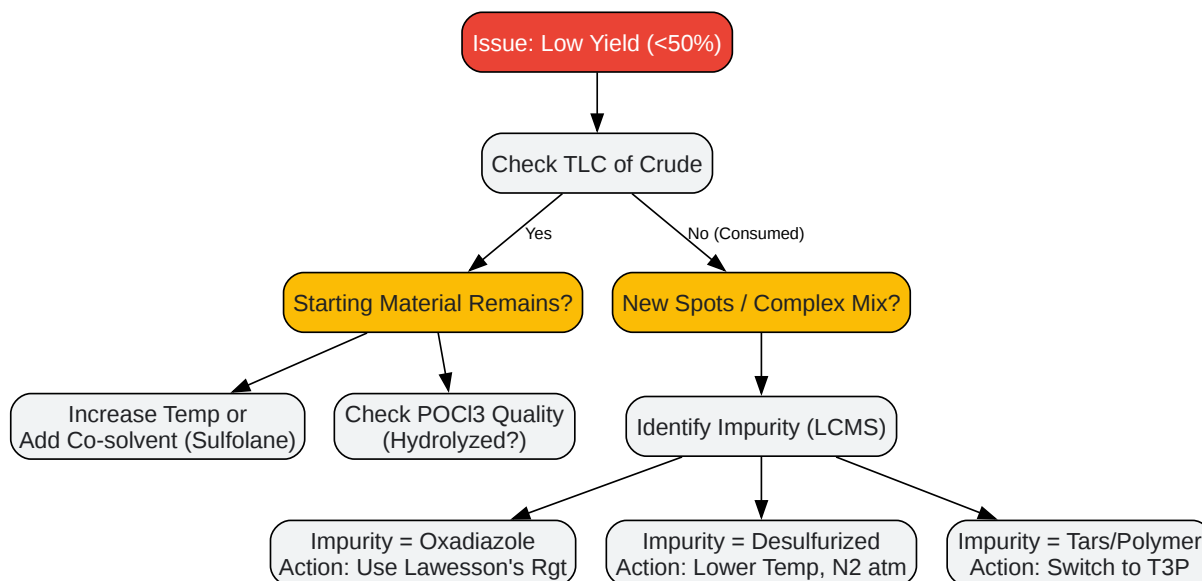 Issue: Low Yield (<50%)
Check TLC of Crude
Yes
No (Consumed)
Starting Material Remains?
New Spots / Complex Mix?
Increase Temp or
Add Co-solvent (Sulfolane)
Check POCl3 Quality
(Hydrolyzed?)
Identify Impurity (LCMS)
Impurity = Oxadiazole
Action: Use Lawesson's Rgt
Impurity = Desulfurized
Action: Lower Temp, N2 atm
Impurity = Tars/Polymer
Action: Switch to T3P